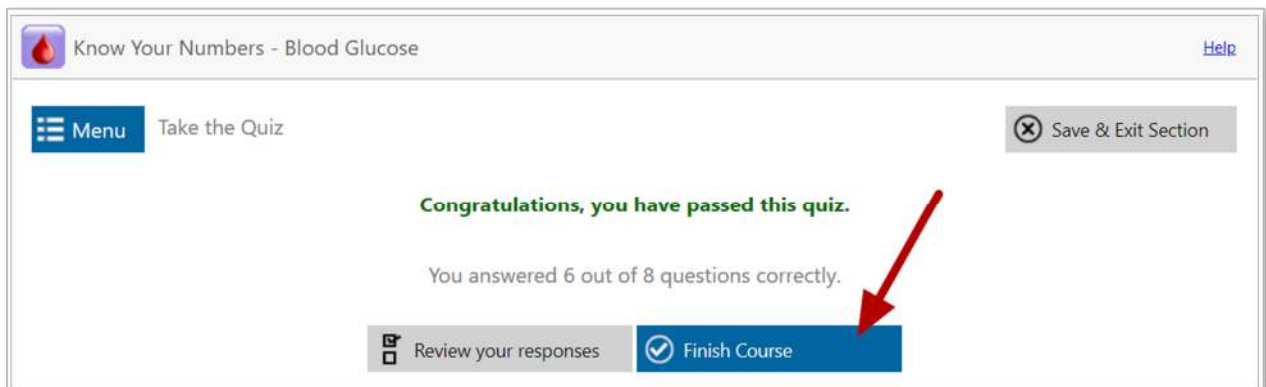 Know Your Numbers - Blood Glucose
Help
Menu
Take the Quiz
Save & Exit Section
Congratulations, you have passed this quiz.
You answered 6 out of 8 questions correctly.
Review your responses
Finish Course